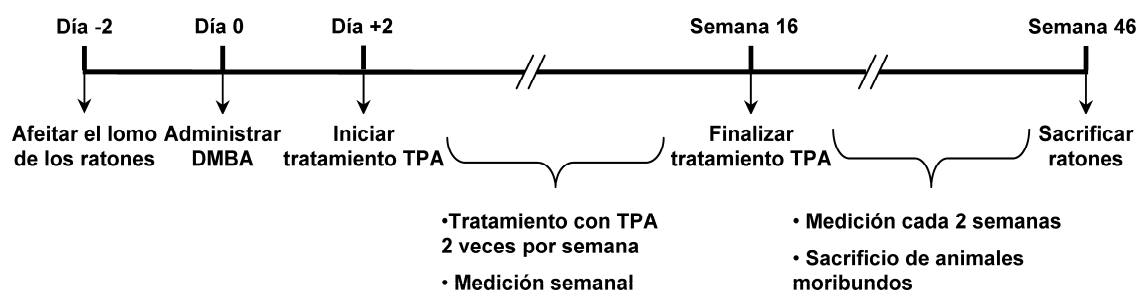 Día -2
Día 0
Día +2
Semana 16
Semana 46
Afeitar el lomo
de los ratones
Administrar
DMBA
Iniciar
tratamiento TPA
Finalizar
tratamiento TPA
Sacrificar
ratones
•Tratamiento con TPA
2 veces por semana
• Medición semanal
• Medición cada 2 semanas
• Sacrificio de animales
moribundos